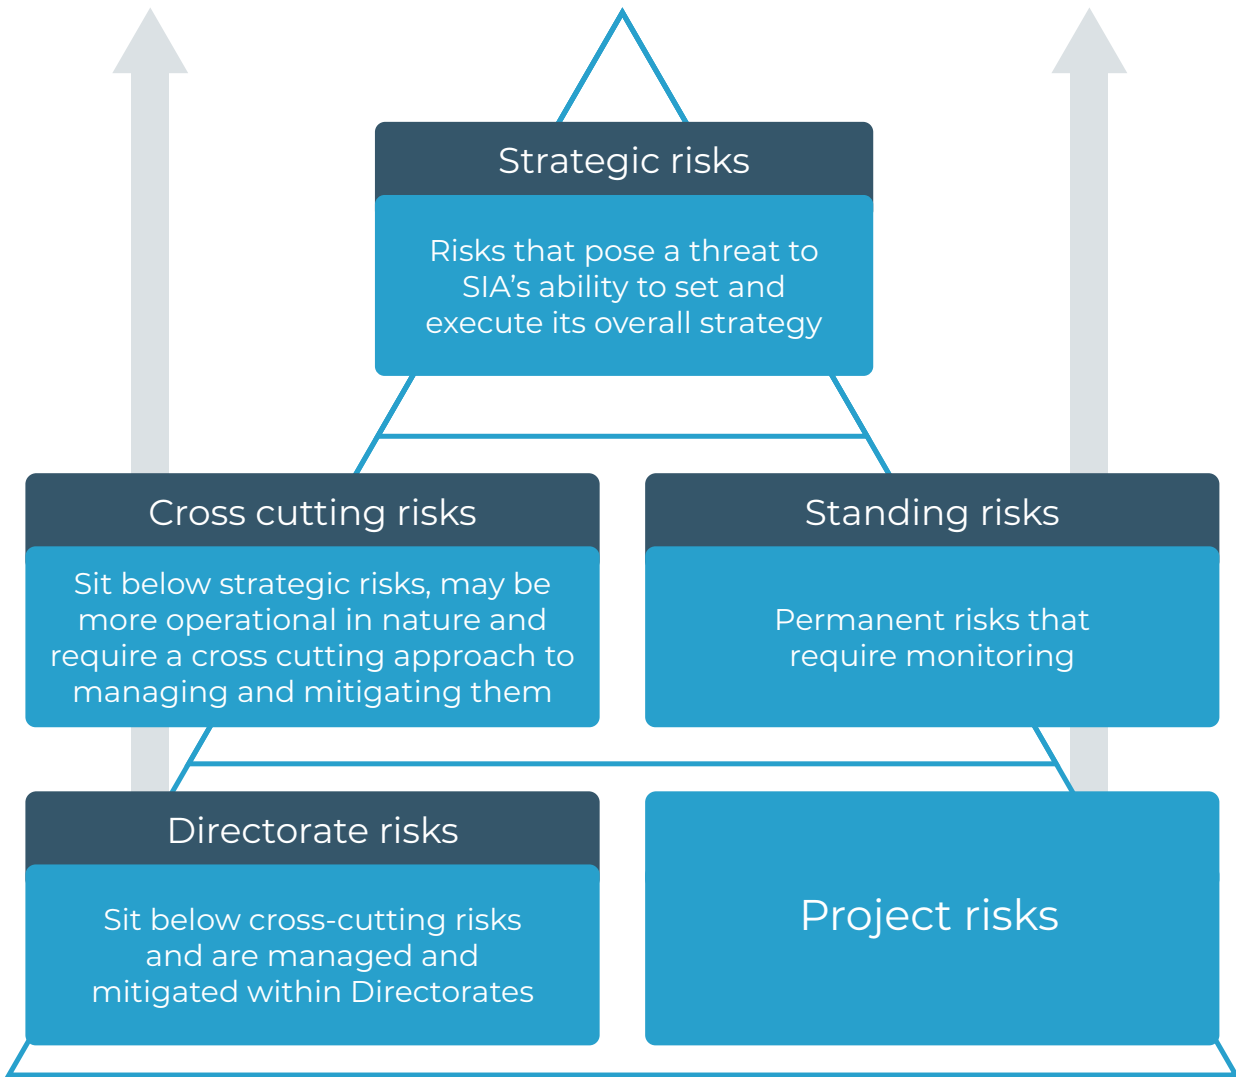 Strategic risks
Risks that pose a threat to
SIA’s ability to set and
execute its overall strategy
Cross cutting risks
Sit below strategic risks, may be
more operational in nature and
require a cross cutting approach to
managing and mitigating them
Standing risks
Permanent risks that
require monitoring
Directorate risks
Sit below cross-cutting risks
and are managed and
mitigated within Directorates
Project risks